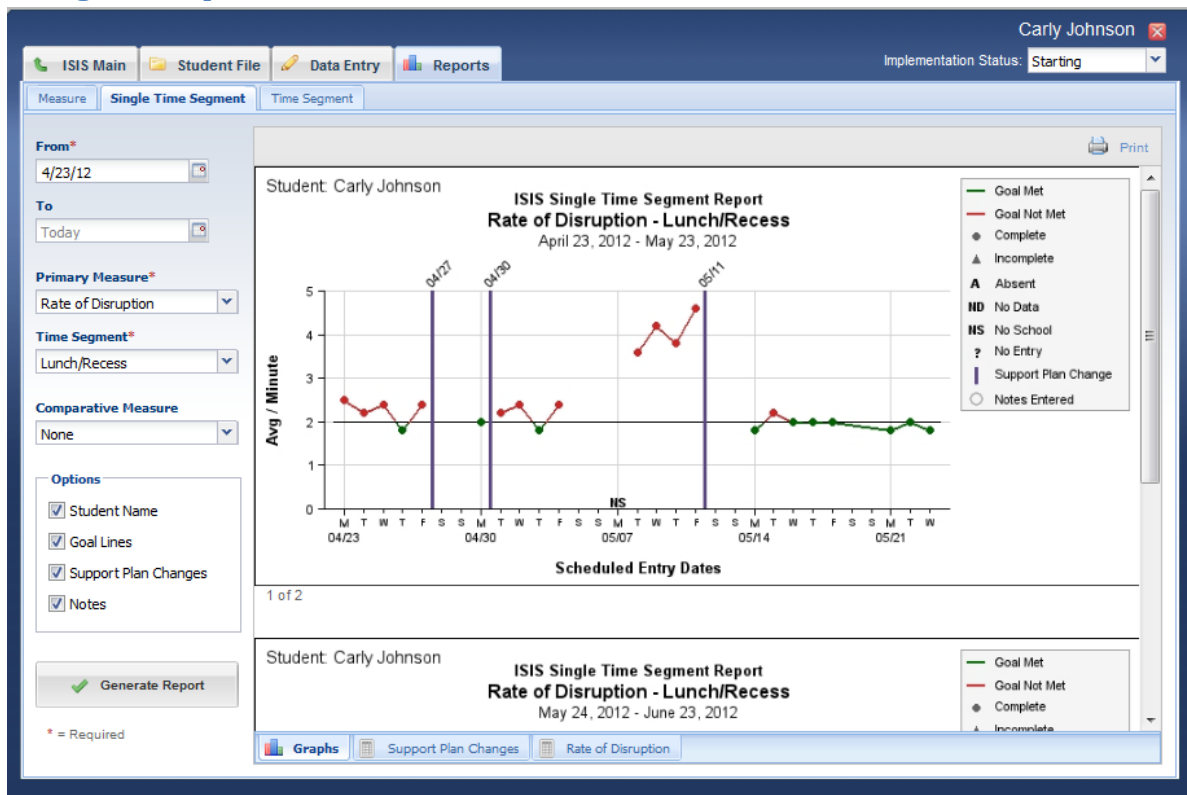 Carly Johnson
ISIS Main Student File Data Entry Reports
Implementation Status: Starting
Measure Single Time Segment Time Segment
From*
4/23/12
To
Today
Primary Measure*
Rate of Disruption
Time Segment*
Lunch/Recess
Comparative Measure
None
Options
Student Name
Goal Lines
Support Plan Changes
Notes
Generate Report
* = Required
Print
Student: Carly Johnson
ISIS Single Time Segment Report
Rate of Disruption - Lunch/Recess
April 23, 2012 - May 23, 2012
04/27 04/30 05/11
Avg / Minute
5
4
3
2
1
0
NS
M T W T F S S M T W T F S S M T W T F S S M T W T F S S M T W
04/23 04/30 05/07 05/14 05/21
Scheduled Entry Dates
Goal Met
Goal Not Met
Complete
Incomplete
A Absent
ND No Data
NS No School
? No Entry
Support Plan Change
Notes Entered
1 of 2
Student: Carly Johnson
ISIS Single Time Segment Report
Rate of Disruption - Lunch/Recess
May 24, 2012 - June 23, 2012
Goal Met
Goal Not Met
Complete
Incomplete
Graphs Support Plan Changes Rate of Disruption